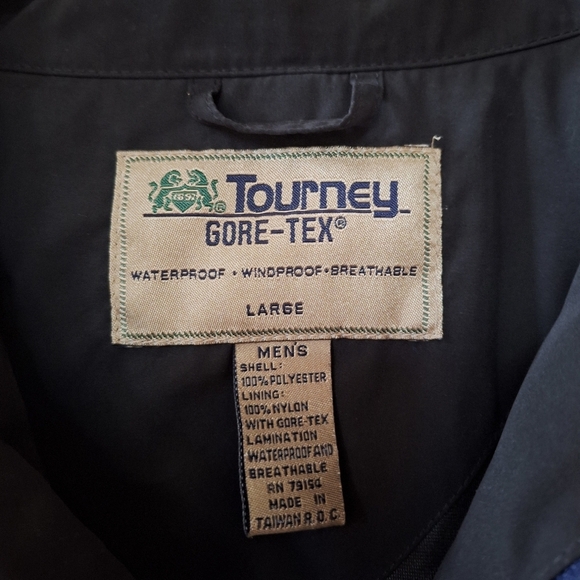 Tourney
GORE-TEX®
WATERPROOF • WINDPROOF • BREATHABLE
LARGE
MEN'S
SHELL:
100% POLYESTER
LINING:
100% NYLON
WITH GORE-TEX
LAMINATION
WATERPROOF AND
BREATHABLE
RN 79154
MADE IN
TAIWAN R.O.C